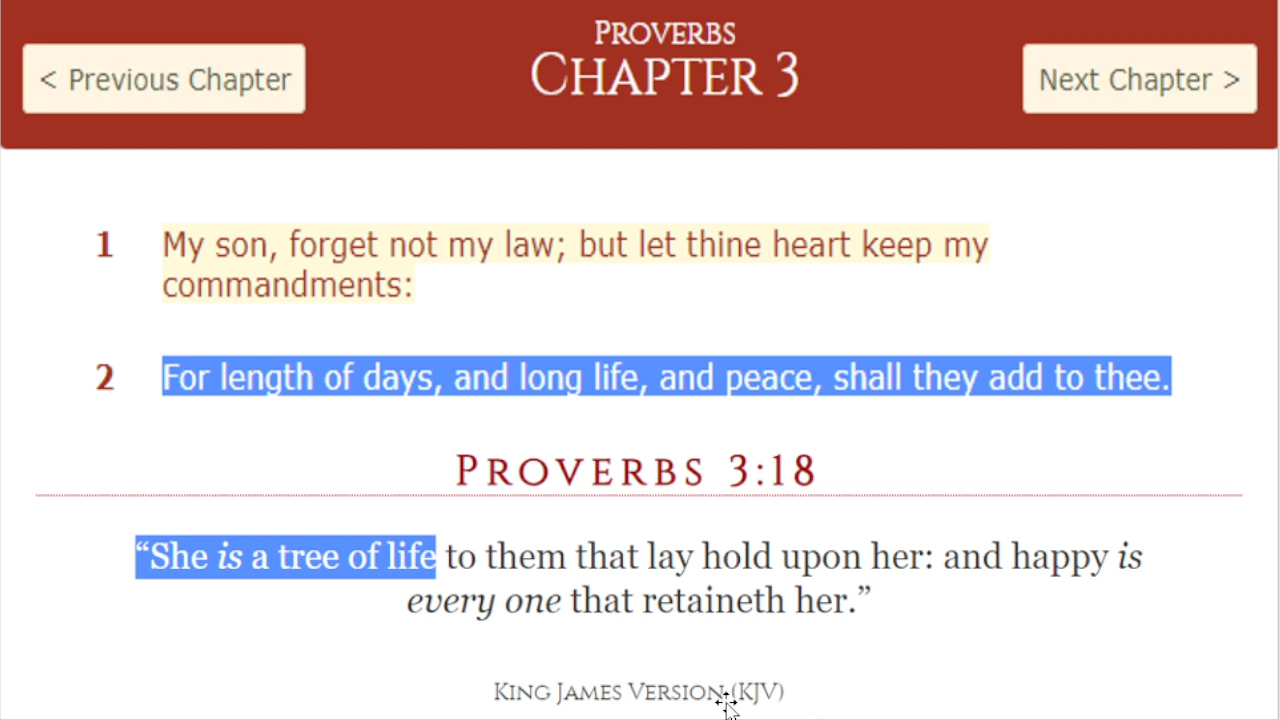 Proverbs
< Previous Chapter
Chapter 3
Next Chapter >
1 My son, forget not my law; but let thine heart keep my
commandments:
2 For length of days, and long life, and peace, shall they add to thee.
Proverbs 3:18
“She is a tree of life to them that lay hold upon her: and happy is
every one that retaineth her.”
King James Version (KJV)